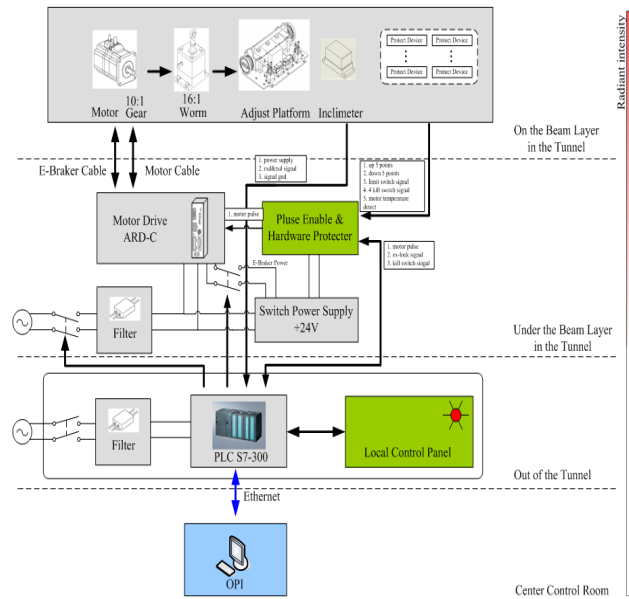 Protect Device
Protect Device
Protect Device
Protect Device
Radiant intensity
Motor
10:1
Gear
16:1
Worm
Adjust Platform
Inclimeter
On the Beam Layer
in the Tunnel
E-Braker Cable
Motor Cable
1. power supply
2. rxd&txd signal
3. signal gnd
1. up 5 points
2. down 5 points
3. limit switch signal
4. 4 kill switch signal
5. motor temperature
detect
Motor Drive
ARD-C
1. motor pulse
Pluse Enable &
Hardware Protecter
1. motor pulse
2. ex-lock signal
3. kill switch singal
E-Braker Power
Filter
Switch Power Supply
+24V
Under the Beam Layer
in the Tunnel
Filter
PLC S7-300
Local Control Panel
Out of the Tunnel
Ethernet
OPI
Center Control Room